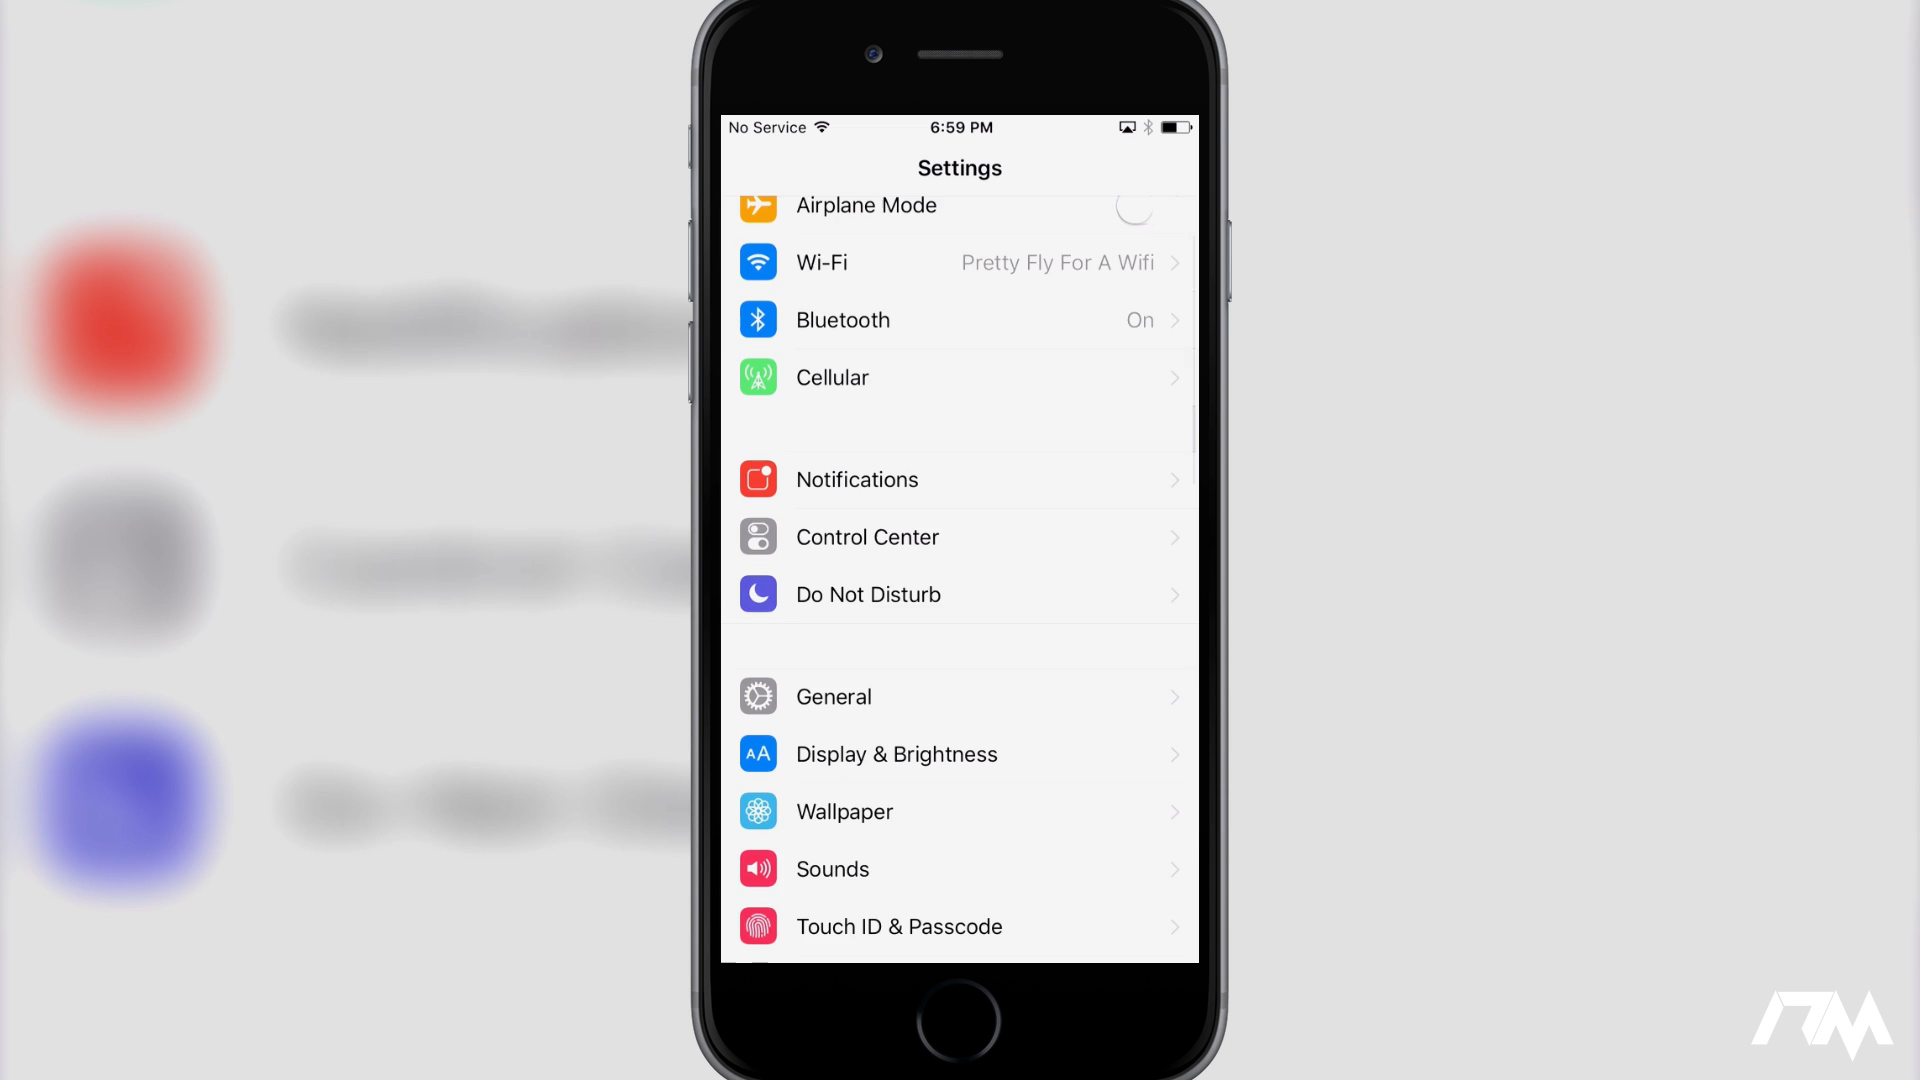 No Service 6:59 PM
Settings
Airplane Mode
Wi-Fi Pretty Fly For A Wifi
Bluetooth On
Cellular
Notifications
Control Center
Do Not Disturb
General
AA Display & Brightness
Wallpaper
Sounds
Touch ID & Passcode